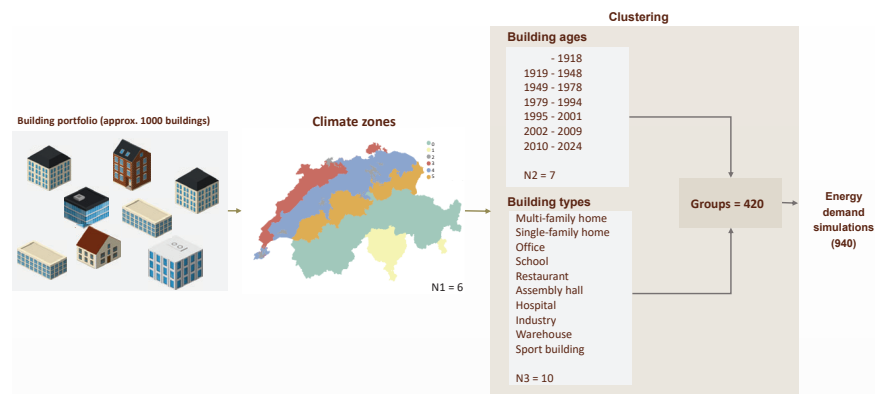 Clustering
Building portfolio (approx. 1000 buildings)
Climate zones
0
1
2
3
4
5
N1 = 6
Building ages
- 1918
1919 - 1948
1949 - 1978
1979 - 1994
1995 - 2001
2002 - 2009
2010 - 2024
N2 = 7
Building types
Multi-family home
Single-family home
Office
School
Restaurant
Assembly hall
Hospital
Industry
Warehouse
Sport building
N3 = 10
Groups = 420
Energy
demand
simulations
(940)